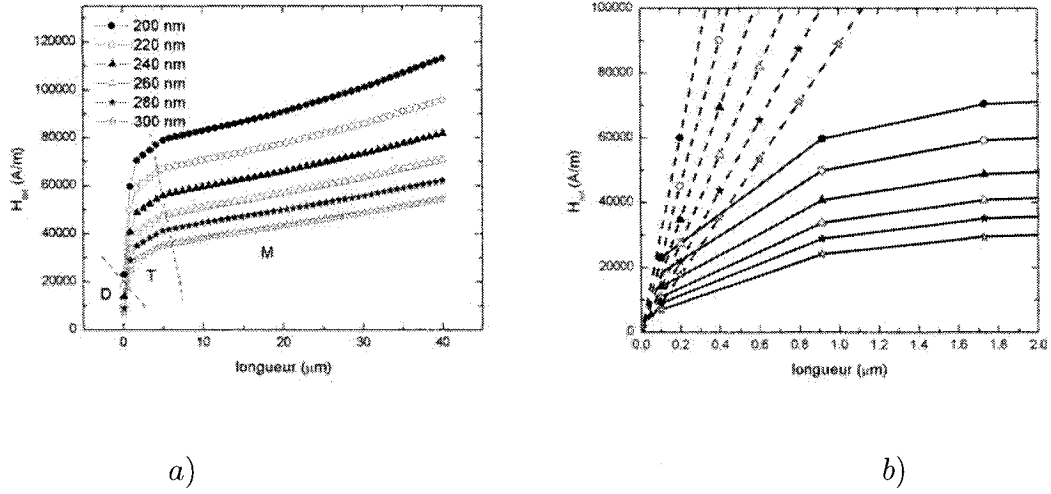 120000
100000
80000
60000
40000
20000
0
H_tot (A/m)
200 nm
220 nm
240 nm
260 nm
280 nm
300 nm
D
T
M
0
10
20
30
40
longueur (μm)
a)
100000
80000
60000
40000
20000
0
H_tot (A/m)
0.0
0.2
0.4
0.6
0.8
1.0
1.2
1.4
1.6
1.8
2.0
longueur (μm)
b)